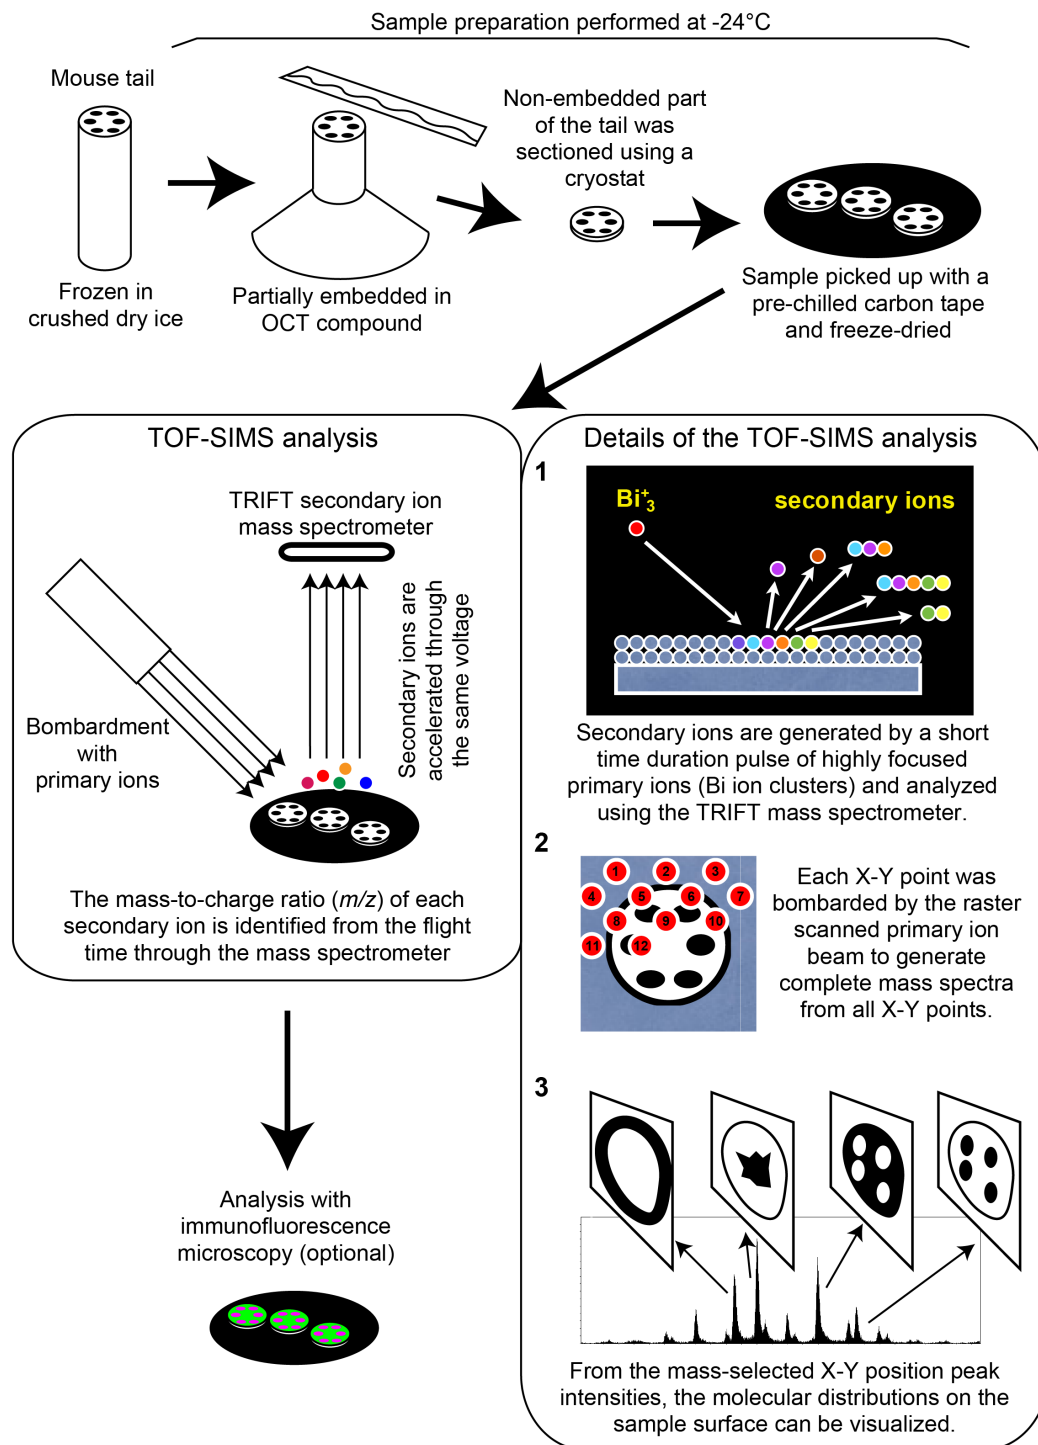 Sample preparation performed at -24°C
Mouse tail
Frozen in
crushed dry ice
Partially embedded in
OCT compound
Non-embedded part
of the tail was
sectioned using a
cryostat
Sample picked up with a
pre-chilled carbon tape
and freeze-dried
TOF-SIMS analysis
TRIFT secondary ion
mass spectrometer
Secondary ions are
accelerated through
the same voltage
Bombardment
with
primary ions
The mass-to-charge ratio (m/z) of each
secondary ion is identified from the flight
time through the mass spectrometer
Analysis with
immunofluorescence
microscopy (optional)
Details of the TOF-SIMS analysis
1
Bi₃⁺
secondary ions
Secondary ions are generated by a short
time duration pulse of highly focused
primary ions (Bi ion clusters) and analyzed
using the TRIFT mass spectrometer.
2
1 2 3
4 5 6 7
8 9 10
11 12
Each X-Y point was
bombarded by the raster
scanned primary ion
beam to generate
complete mass spectra
from all X-Y points.
3
From the mass-selected X-Y position peak
intensities, the molecular distributions on the
sample surface can be visualized.